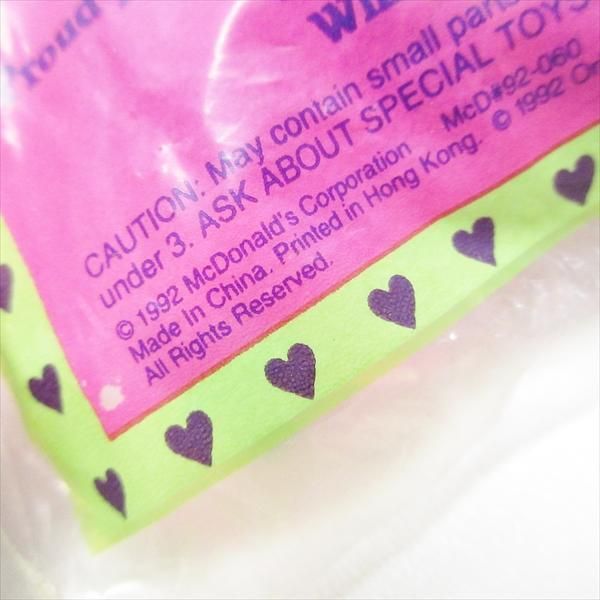 Proud
CAUTION: May contain small parts
under 3. ASK ABOUT SPECIAL TOYS
© 1992 McDonald's Corporation McD#92-060
Made In China. Printed in Hong Kong. © 1992
All Rights Reserved.